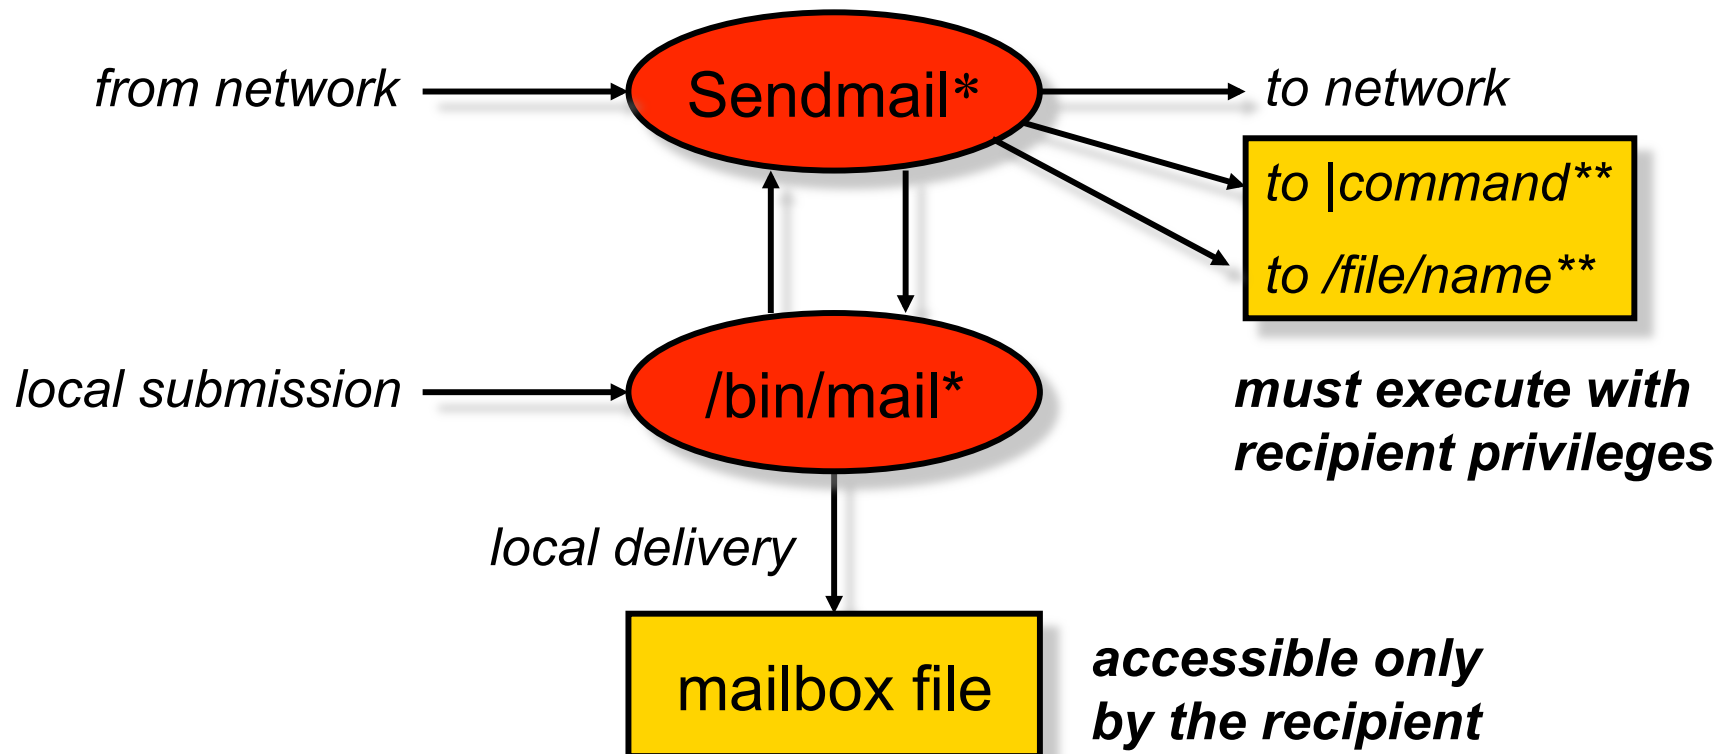 from network
Sendmail*
to network
to |command**
to /file/name**
local submission
/bin/mail*
must execute with
recipient privileges
local delivery
mailbox file
accessible only
by the recipient